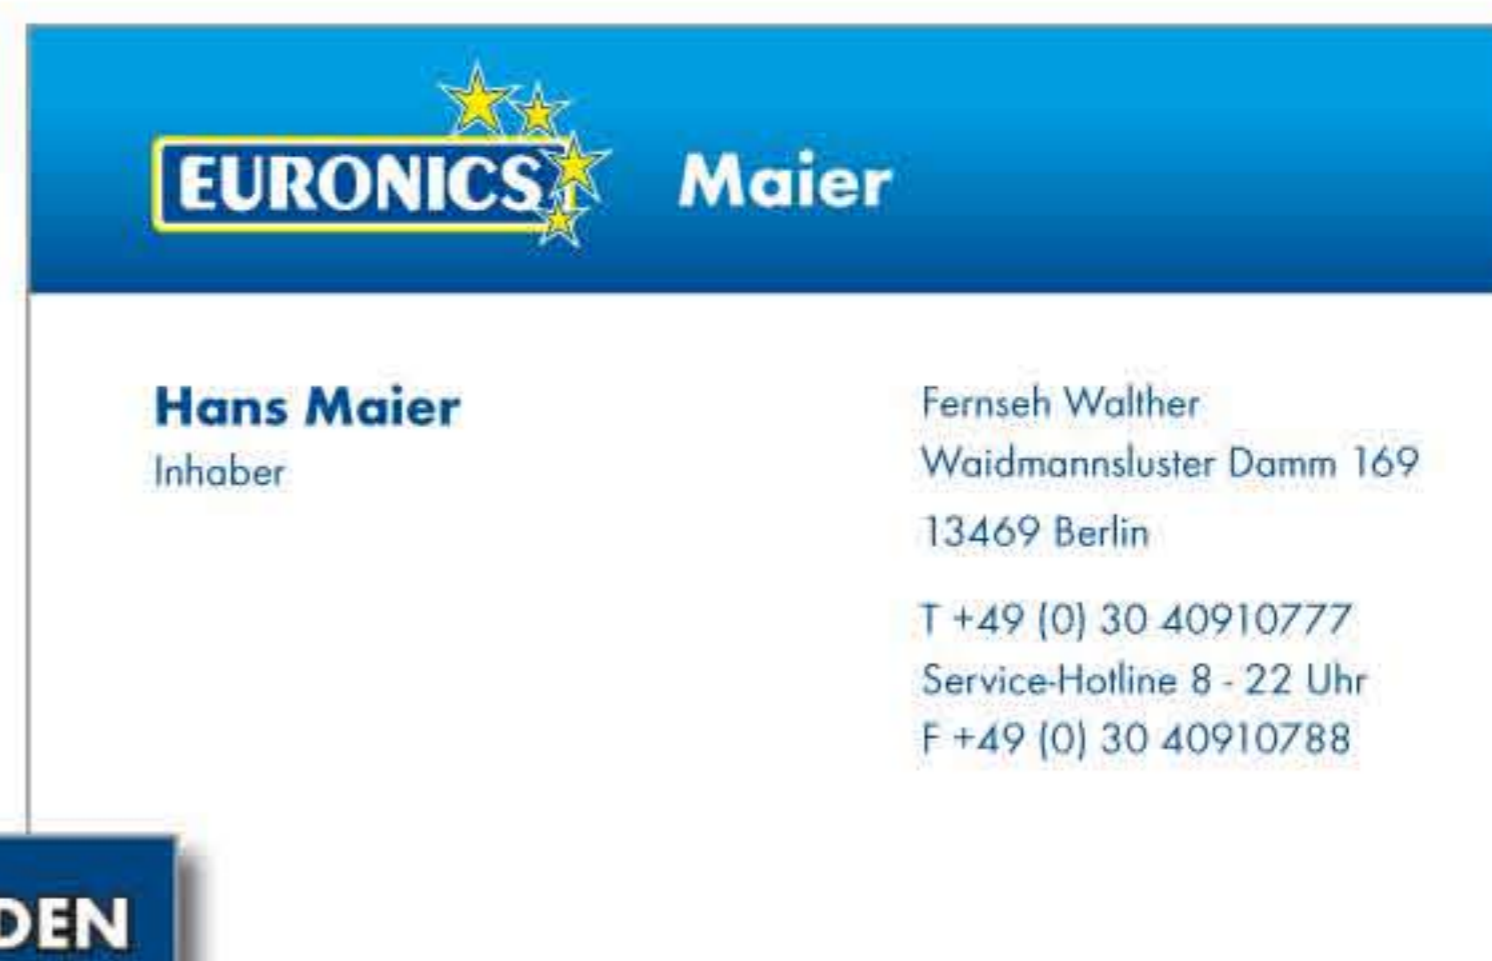 EURONICS
Maier
Hans Maier
Inhaber
Fernseh Walther
Waidmannsluster Damm 169
13469 Berlin
T +49 (0) 30 40910777
Service-Hotline 8 - 22 Uhr
F +49 (0) 30 40910788
DEN